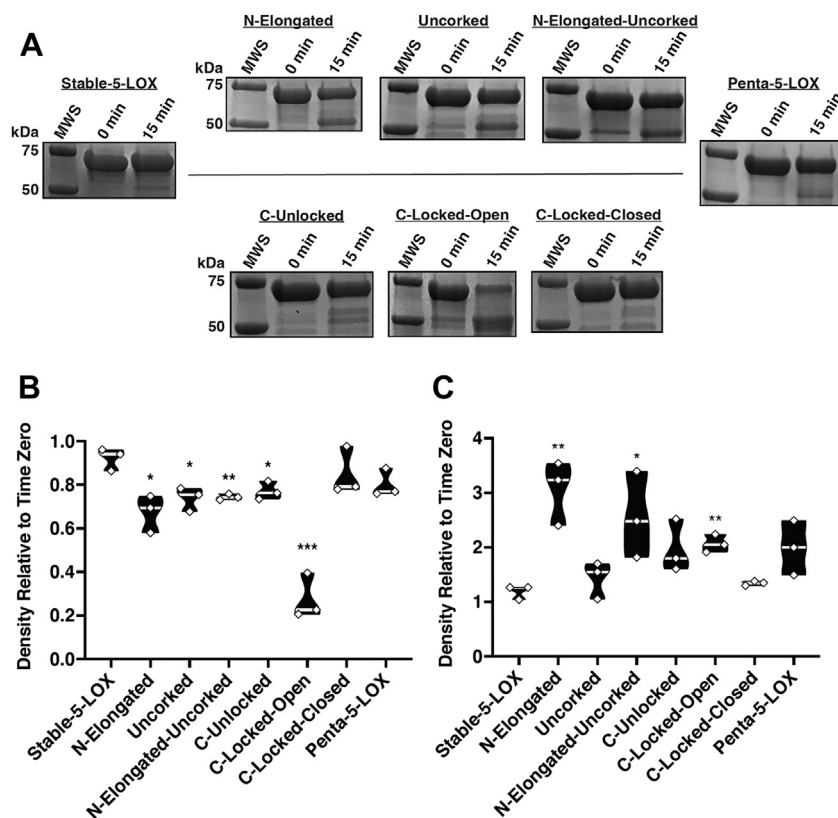 A
N-Elongated
Uncorked
N-Elongated-Uncorked
kDa
MWS
0 min
15 min
MWS
0 min
15 min
MWS
0 min
15 min
75
50
Stable-5-LOX
kDa
MWS
0 min
15 min
75
50
Penta-5-LOX
MWS
0 min
15 min
C-Unlocked
C-Locked-Open
C-Locked-Closed
kDa
MWS
0 min
15 min
MWS
0 min
15 min
MWS
0 min
15 min
75
50
B
Density Relative to Time Zero
1.0
0.8
0.6
0.4
0.2
0.0
*
*
**
*
***
Stable-5-LOX
N-Elongated
Uncorked
N-Elongated-Uncorked
C-Unlocked
C-Locked-Open
C-Locked-Closed
Penta-5-LOX
C
Density Relative to Time Zero
4
3
2
1
0
**
*
**
Stable-5-LOX
N-Elongated
Uncorked
N-Elongated-Uncorked
C-Unlocked
C-Locked-Open
C-Locked-Closed
Penta-5-LOX